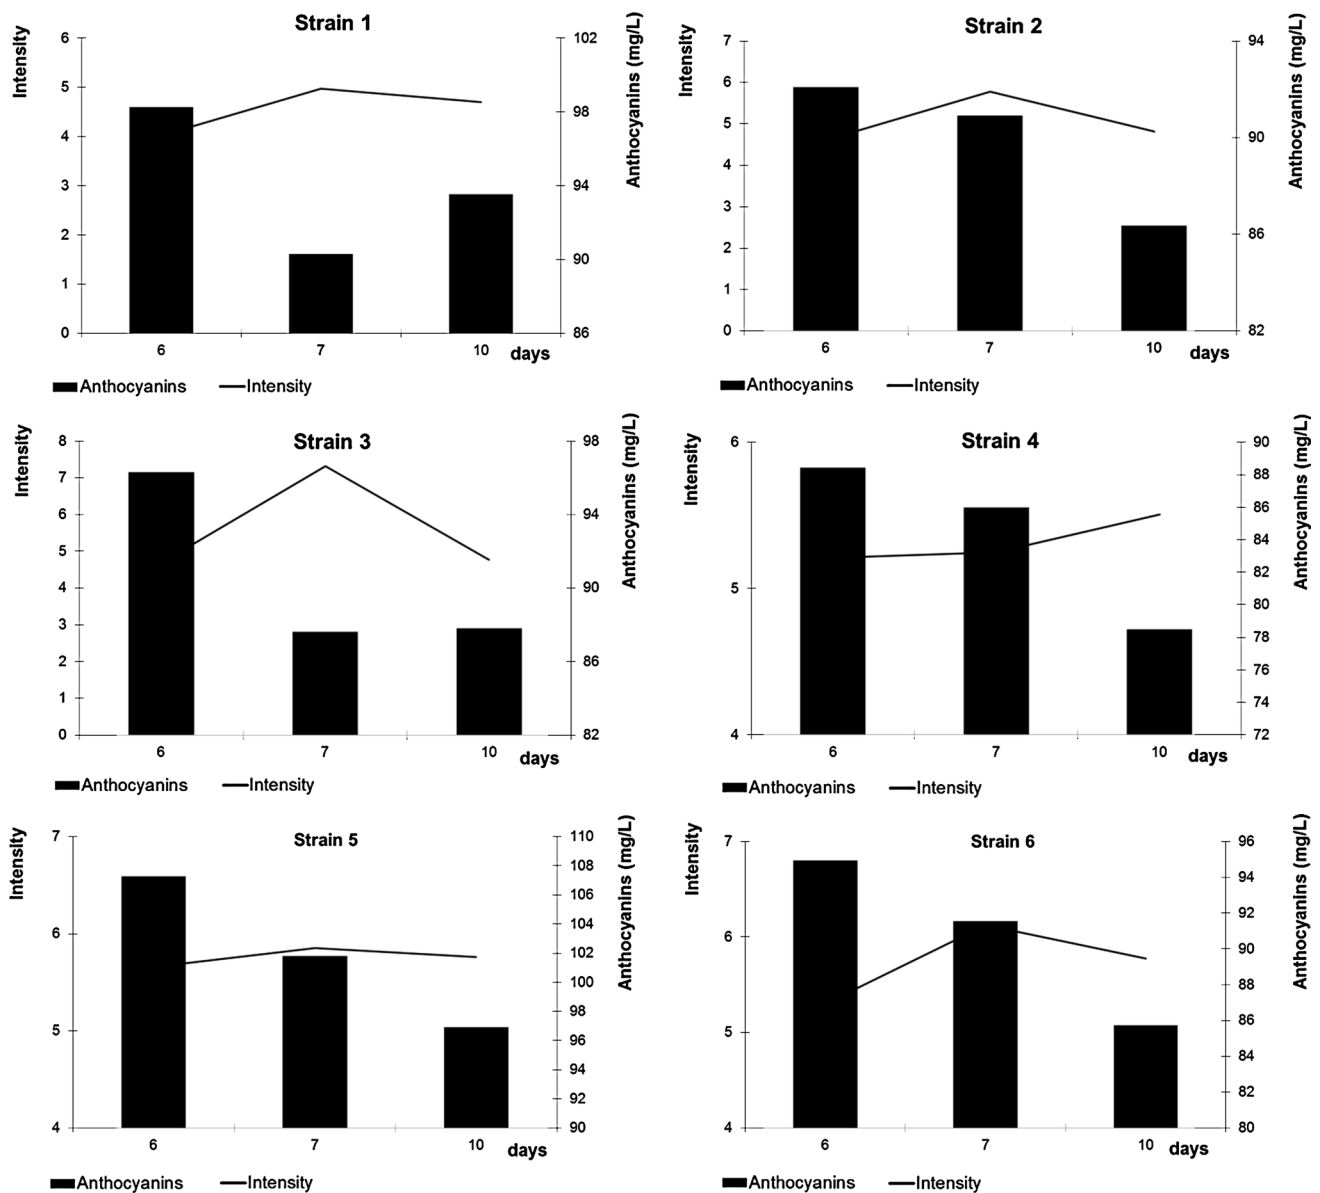 Strain 1
Intensity
Anthocyanins (mg/L)
6
5
4
3
2
1
0
102
98
94
90
86
6 7 10 days
Anthocyanins Intensity
Strain 2
Intensity
Anthocyanins (mg/L)
7
6
5
4
3
2
1
0
94
90
86
82
6 7 10 days
Anthocyanins Intensity
Strain 3
Intensity
Anthocyanins (mg/L)
8
7
6
5
4
3
2
1
0
98
94
90
86
82
6 7 10 days
Anthocyanins Intensity
Strain 4
Intensity
Anthocyanins (mg/L)
6
5
4
90
88
86
84
82
80
78
76
74
72
6 7 10 days
Anthocyanins Intensity
Strain 5
Intensity
Anthocyanins (mg/L)
7
6
5
4
110
108
106
104
102
100
98
96
94
92
90
6 7 10 days
Anthocyanins Intensity
Strain 6
Intensity
Anthocyanins (mg/L)
7
6
5
4
96
94
92
90
88
86
84
82
80
6 7 10 days
Anthocyanins Intensity